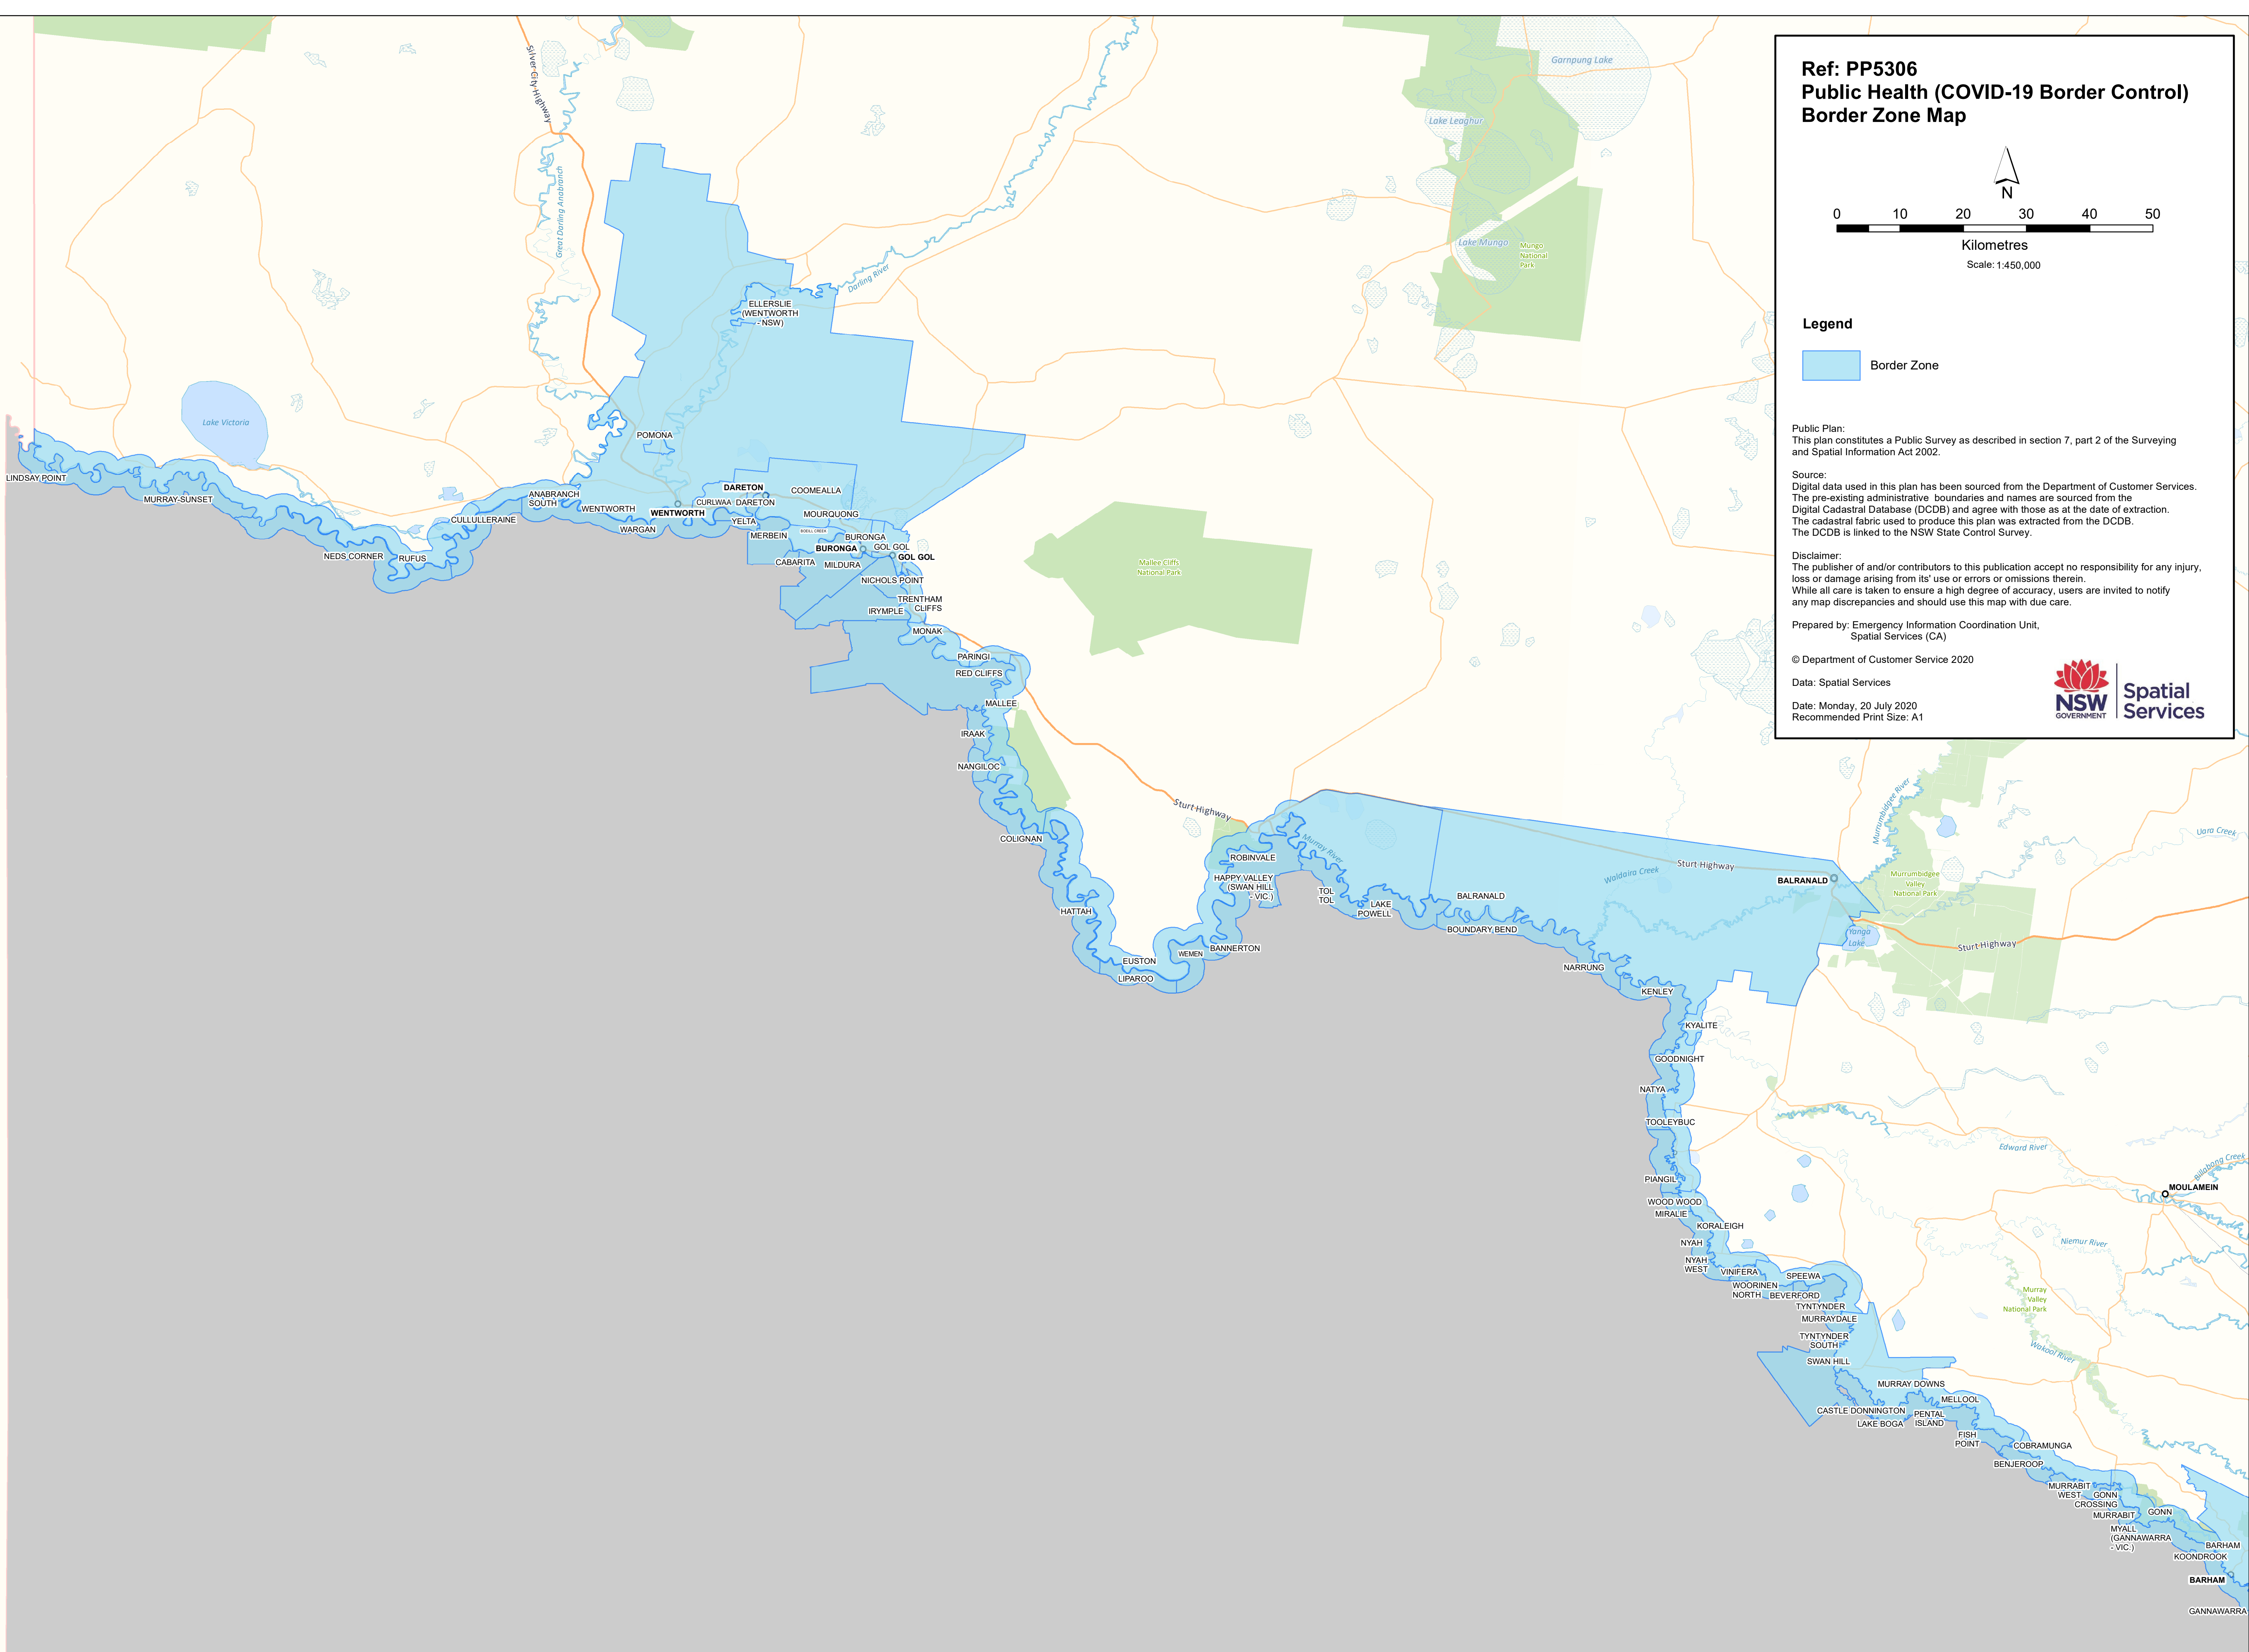 Ref: PP5306
Public Health (COVID-19 Border Control)
Border Zone Map
N
0 10 20 30 40 50
Kilometres
Scale: 1:450,000
Legend
Border Zone
Public Plan:
This plan constitutes a Public Survey as described in section 7, part 2 of the Surveying
and Spatial Information Act 2002.
Source:
Digital data used in this plan has been sourced from the Department of Customer Services.
The pre-existing administrative boundaries and names are sourced from the
Digital Cadastral Database (DCDB) and agree with those as at the date of extraction.
The cadastral fabric used to produce this plan was extracted from the DCDB.
The DCDB is linked to the NSW State Control Survey.
Disclaimer:
The publisher of and/or contributors to this publication accept no responsibility for any injury,
loss or damage arising from its' use or errors or omissions therein.
While all care is taken to ensure a high degree of accuracy, users are invited to notify
any map discrepancies and should use this map with due care.
Prepared by: Emergency Information Coordination Unit,
Spatial Services (CA)
© Department of Customer Service 2020
Data: Spatial Services
Date: Monday, 20 July 2020
Recommended Print Size: A1
NSW
GOVERNMENT
Spatial
Services
Silver City Highway
Great Darling Anabranch
Garnpung Lake
Lake Leaghur
Lake Mungo
Mungo
National
Park
Darling River
ELLERSLIE
(WENTWORTH
- NSW)
Lake Victoria
POMONA
LINDSAY POINT
MURRAY-SUNSET
NEDS CORNER
RUFUS
CULLULLERAINE
ANABRANCH
SOUTH
WENTWORTH
WARGAN
WENTWORTH
DARETON
CURLWAA
DARETON
COOMEALLA
YELTA
MOURQUONG
MERBEIN
BOEILL CREEK
BURONGA
BURONGA
GOL GOL
GOL GOL
CABARITA
MILDURA
NICHOLS POINT
TRENTHAM
CLIFFS
IRYMPLE
MONAK
PARINGI
RED CLIFFS
MALLEE
Mallee Cliffs
National Park
IRAAK
NANGILOC
COLIGNAN
HATTAH
EUSTON
LIPAROO
WEMEN
BANNERTON
Sturt Highway
ROBINVALE
HAPPY VALLEY
(SWAN HILL
- VIC.)
Murray River
TOL
TOL
LAKE
POWELL
BALRANALD
BOUNDARY BEND
Waldaira Creek
Sturt Highway
BALRANALD
Murrumbidgee River
Murrumbidgee
Valley
National Park
Uara Creek
Yanga
Lake
Sturt Highway
NARRUNG
KENLEY
KYALITE
GOODNIGHT
NATYA
TOOLEYBUC
Edward River
Billabong Creek
MOULAMEIN
PIANGIL
WOOD WOOD
MIRALIE
KORALEIGH
NYAH
NYAH
WEST
Niemur River
VINIFERA
SPEEWA
WOORINEN
NORTH
BEVERFORD
TYNTYNDER
MURRAYDALE
Murray
Valley
National Park
TYNTYNDER
SOUTH
SWAN HILL
Wakool River
MURRAY DOWNS
MELLOOL
CASTLE DONNINGTON
PENTAL
ISLAND
LAKE BOGA
FISH
POINT
COBRAMUNGA
BENJEROOP
MURRABIT
WEST
GONN
CROSSING
MURRABIT
GONN
MYALL
(GANNAWARRA
- VIC.)
BARHAM
KOONDROOK
BARHAM
GANNAWARRA